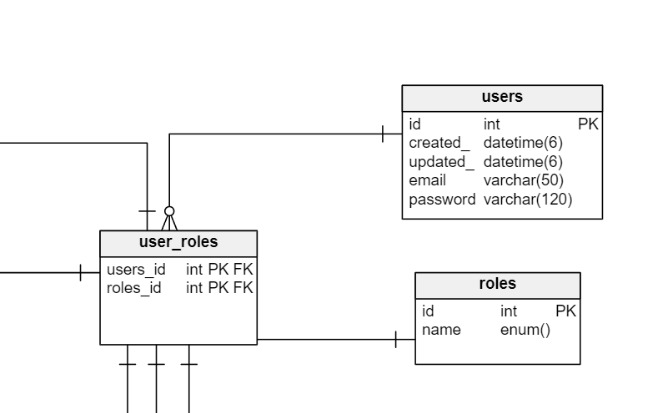 users
id int PK
created_ datetime(6)
updated_ datetime(6)
email varchar(50)
password varchar(120)
user_roles
users_id int PK FK
roles_id int PK FK
roles
id int PK
name enum()